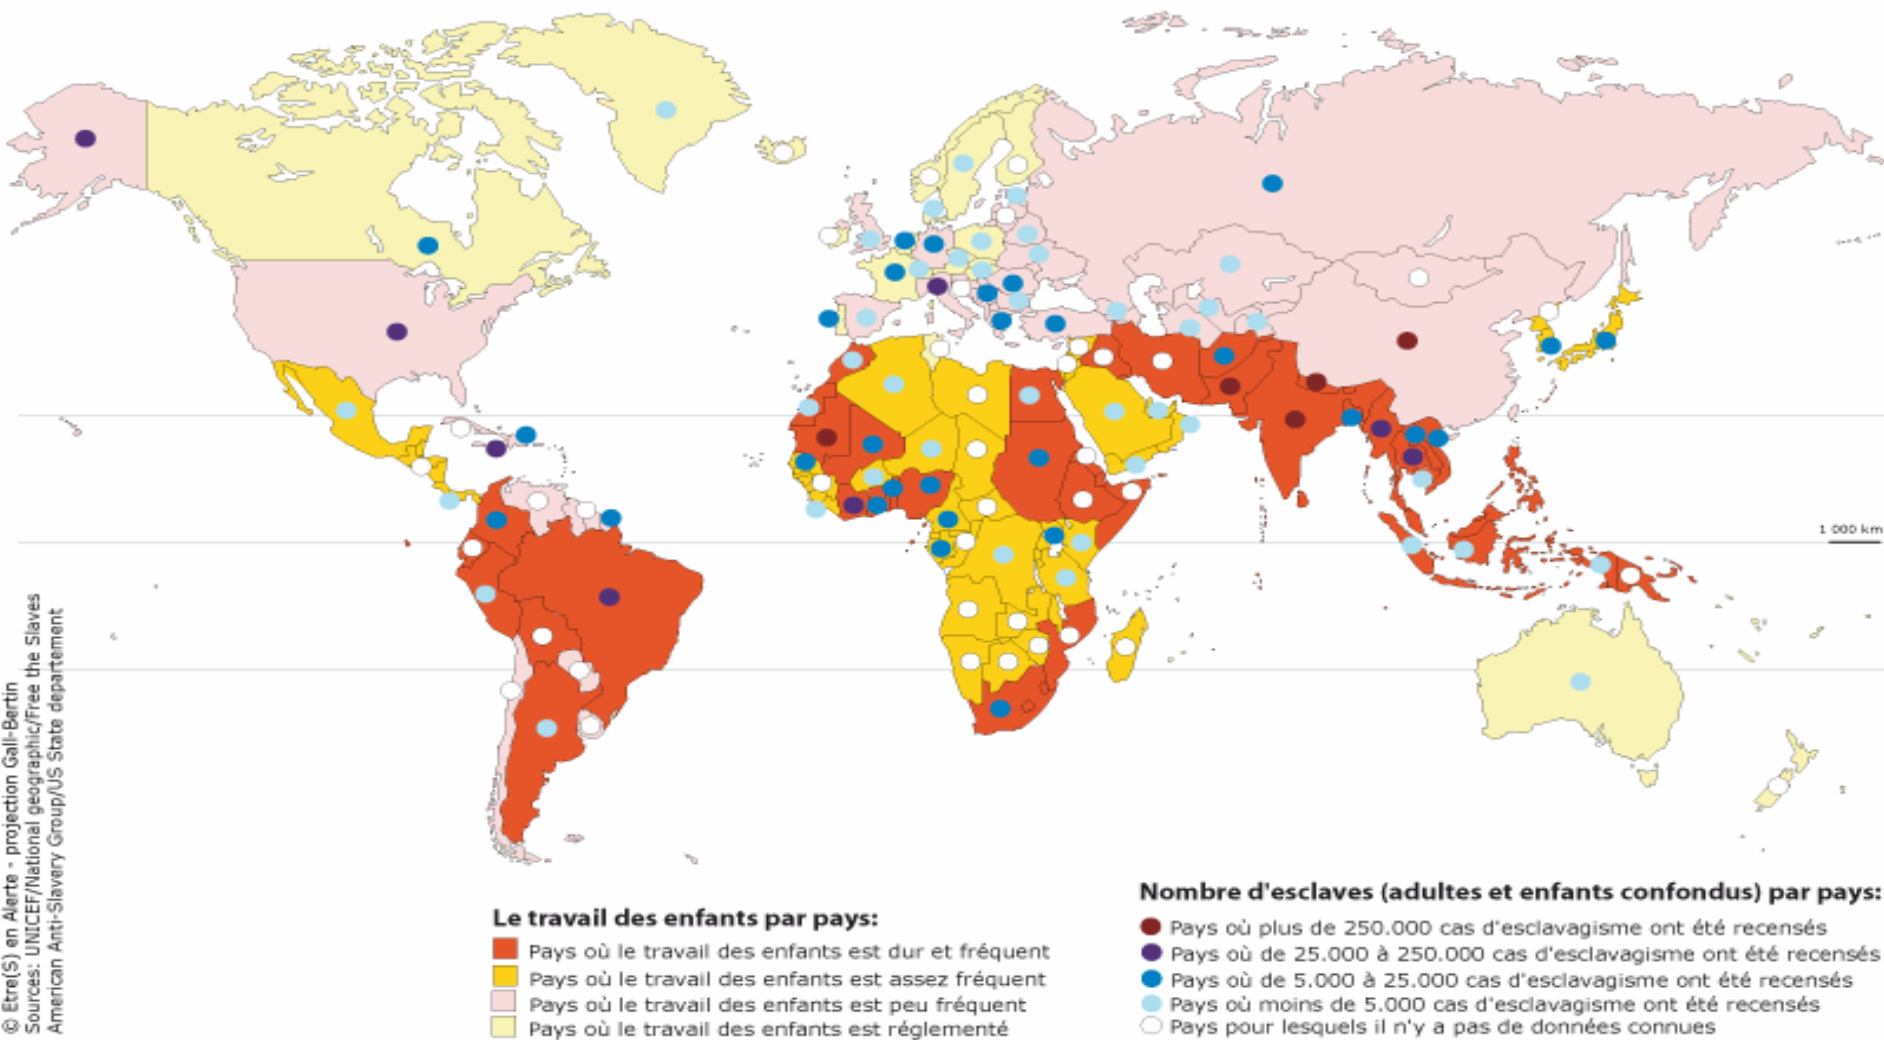 1 000 km
© Etre(S) en Alerte - projection Gall-Bertin
Sources: UNICEF/National geographic/Free the Slaves
American Anti-Slavery Group/US State departement
Le travail des enfants par pays:
Pays où le travail des enfants est dur et fréquent
Pays où le travail des enfants est assez fréquent
Pays où le travail des enfants est peu fréquent
Pays où le travail des enfants est réglementé
Nombre d'esclaves (adultes et enfants confondus) par pays:
Pays où plus de 250.000 cas d'esclavagisme ont été recensés
Pays où de 25.000 à 250.000 cas d'esclavagisme ont été recensés
Pays où de 5.000 à 25.000 cas d'esclavagisme ont été recensés
Pays où moins de 5.000 cas d'esclavagisme ont été recensés
Pays pour lesquels il n'y a pas de données connues